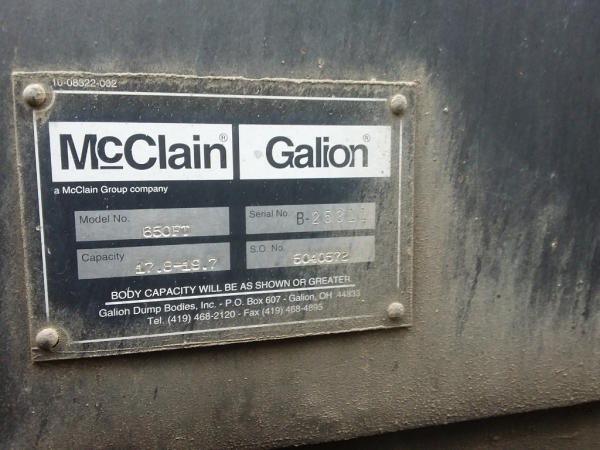 10-08322-002
McClain® Galion®
a McClain Group company
Model No. 650FT Serial No.
Capacity 17.8-19.7 S.O. No. 5040572
BODY CAPACITY WILL BE AS SHOWN OR GREATER
Galion Dump Bodies, Inc. - P.O. Box 607 - Galion, OH 44833
Tel. (419) 468-2120 - Fax (419) 468-4895